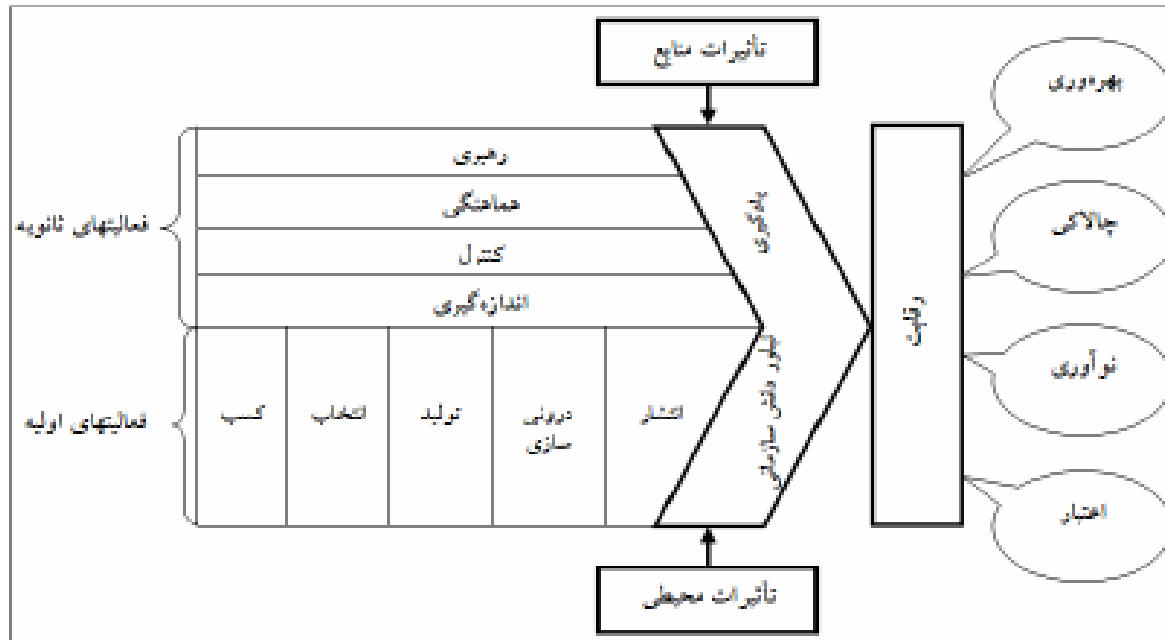 تأثیرات منابع
بهره‌وری
رهبری
هماهنگی
فعالیتهای ثانویه
کنترل
اندازه‌گیری
یادگیری
چالاکی
رقابت
نوآوری
فعالیتهای اولیه
کسب
انتخاب
تولید
درونی
سازی
انتشار
تبلور دانش سازمانی
اعتبار
تأثیرات محیطی